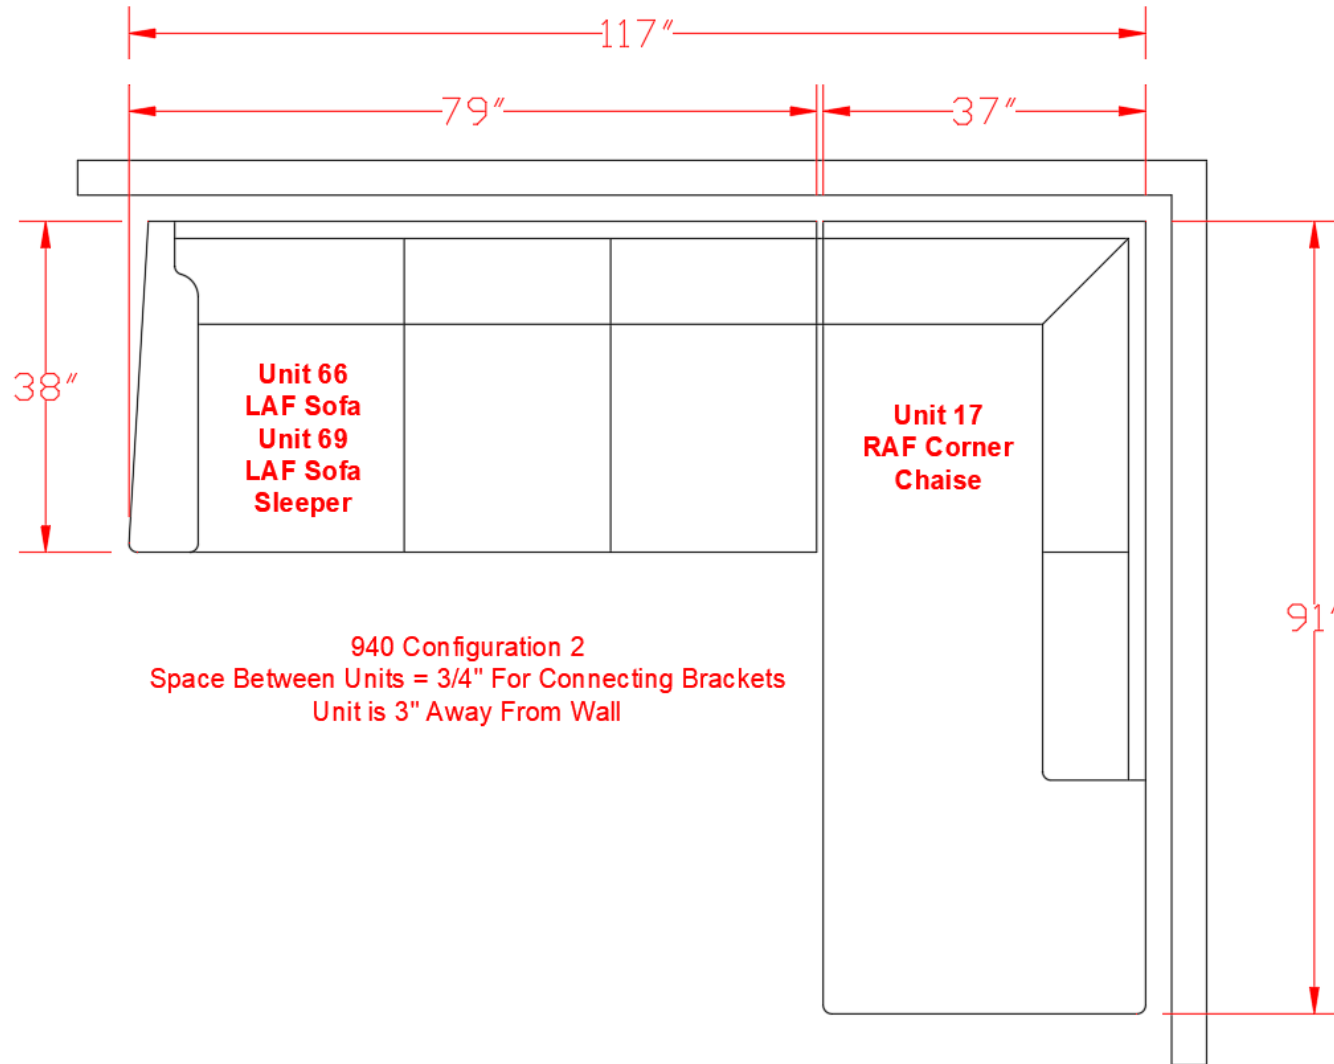 117"
79"
37"
38"
Unit 66
LAF Sofa
Unit 69
LAF Sofa
Sleeper
Unit 17
RAF Corner
Chaise
91"
940 Configuration 2
Space Between Units = 3/4" For Connecting Brackets
Unit is 3" Away From Wall